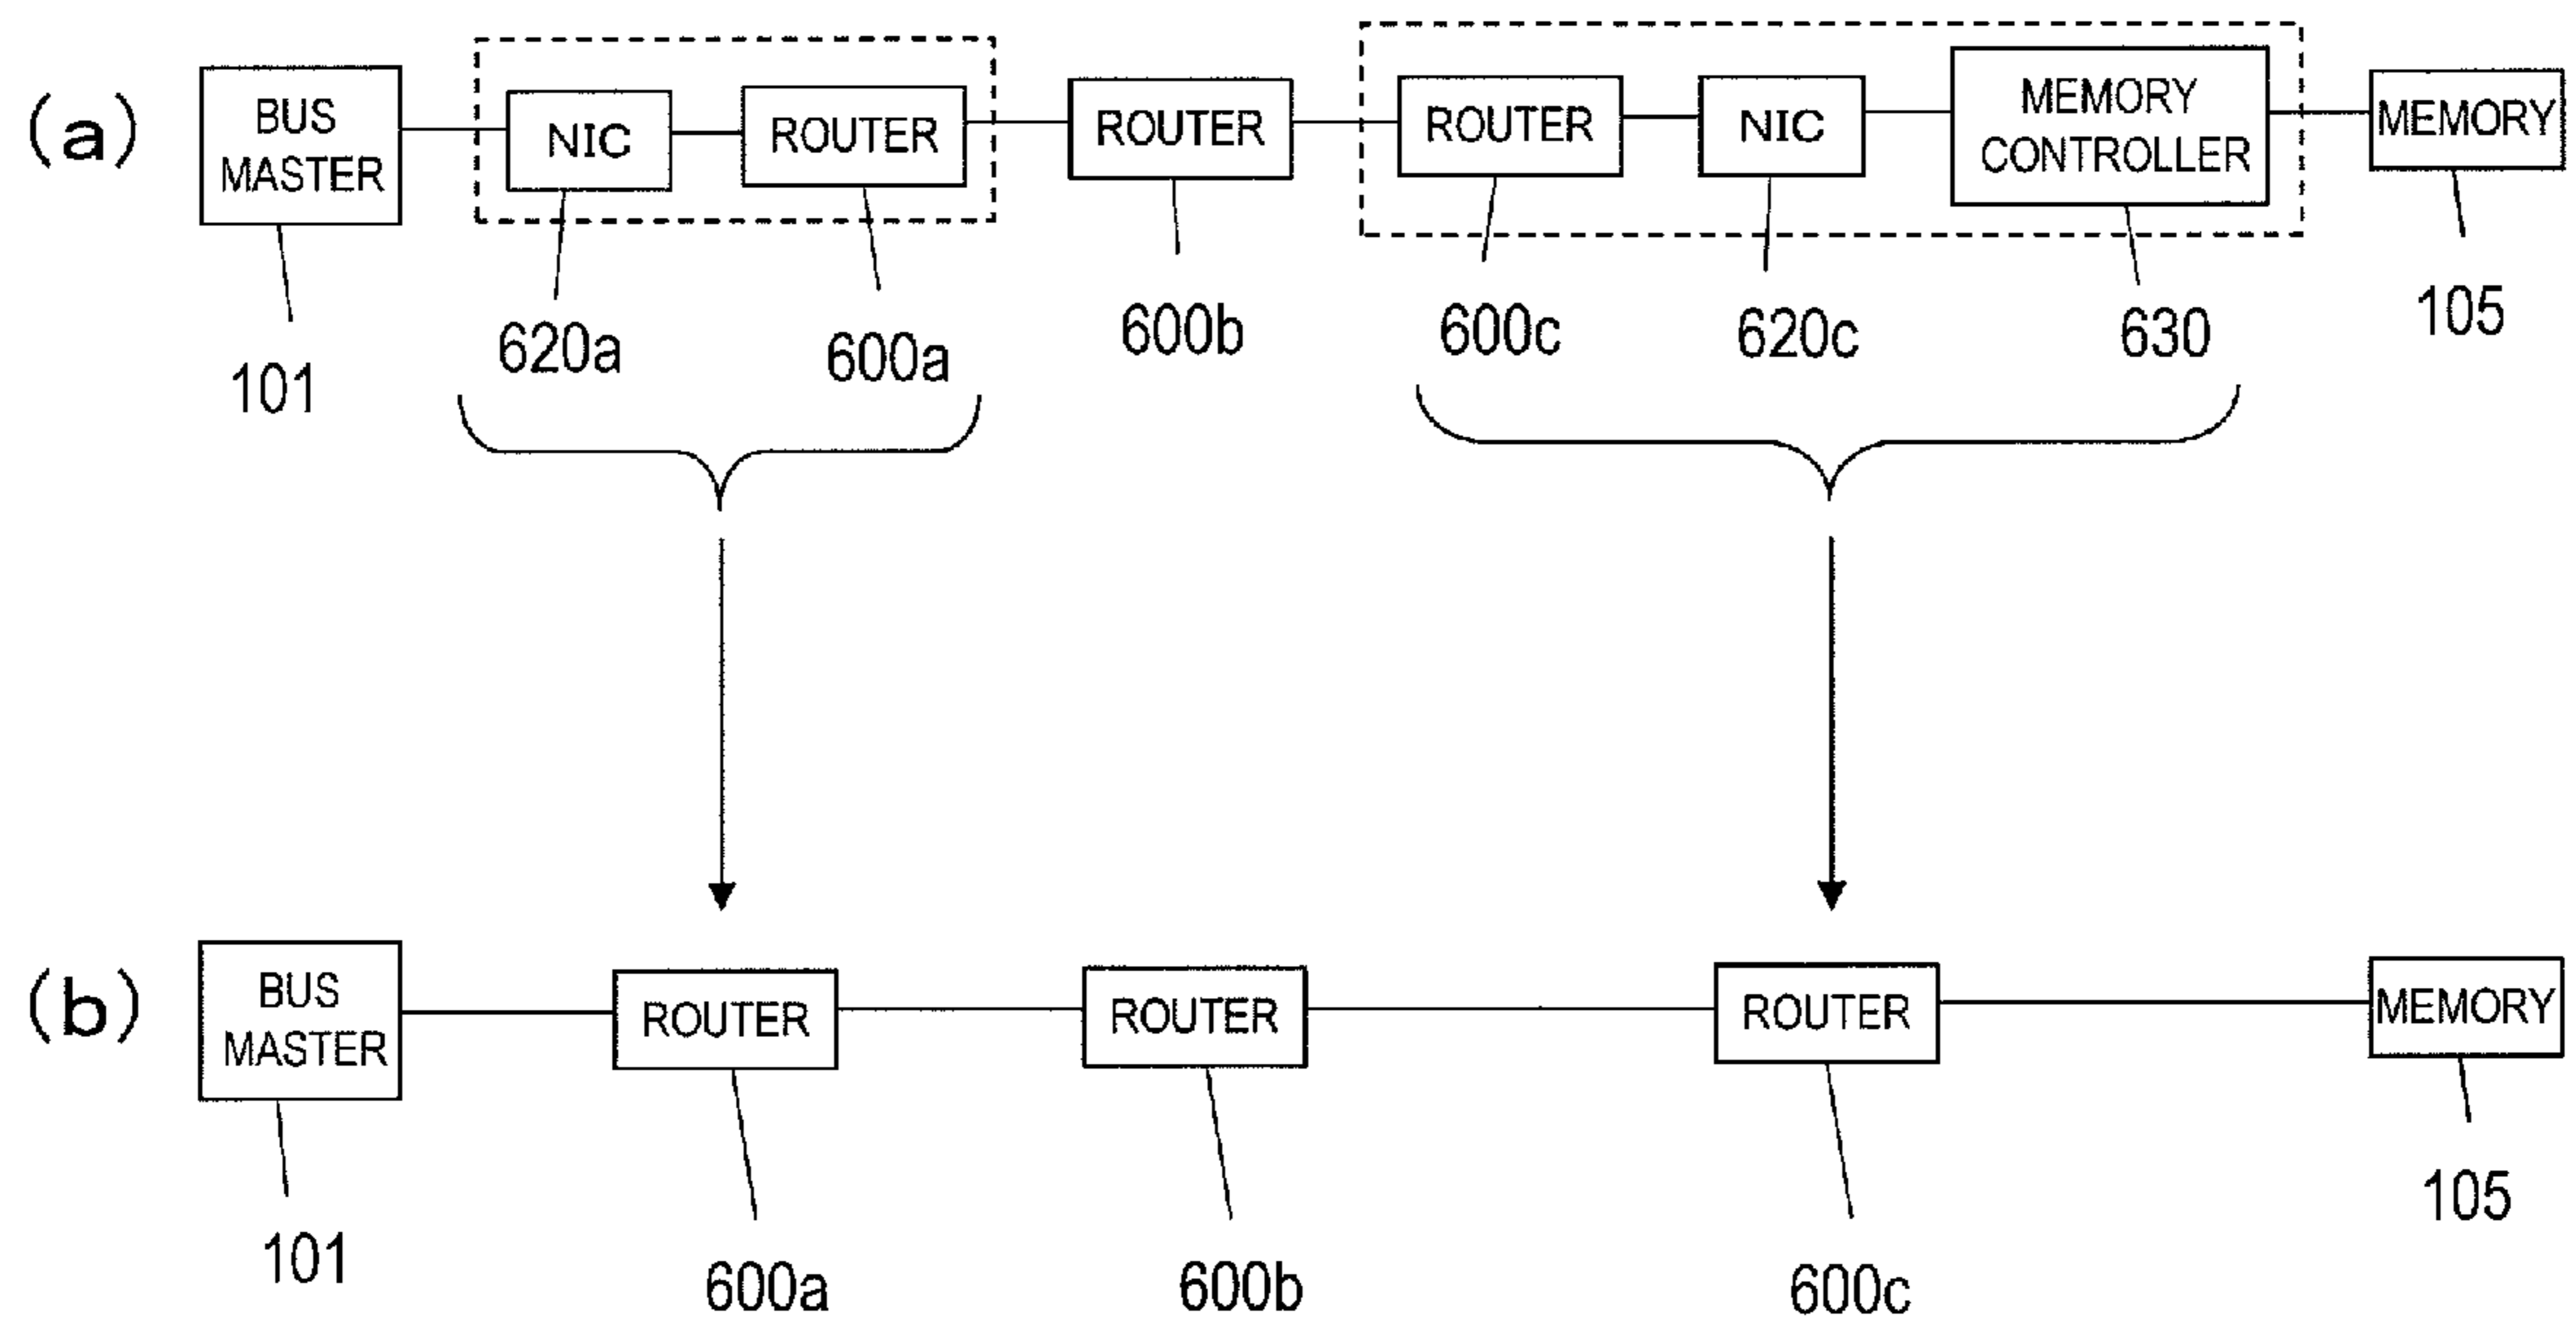 (a)
BUS
MASTER
NIC
ROUTER
ROUTER
ROUTER
NIC
MEMORY
CONTROLLER
MEMORY
101
620a
600a
600b
600c
620c
630
105
(b)
BUS
MASTER
ROUTER
ROUTER
ROUTER
MEMORY
101
600a
600b
600c
105